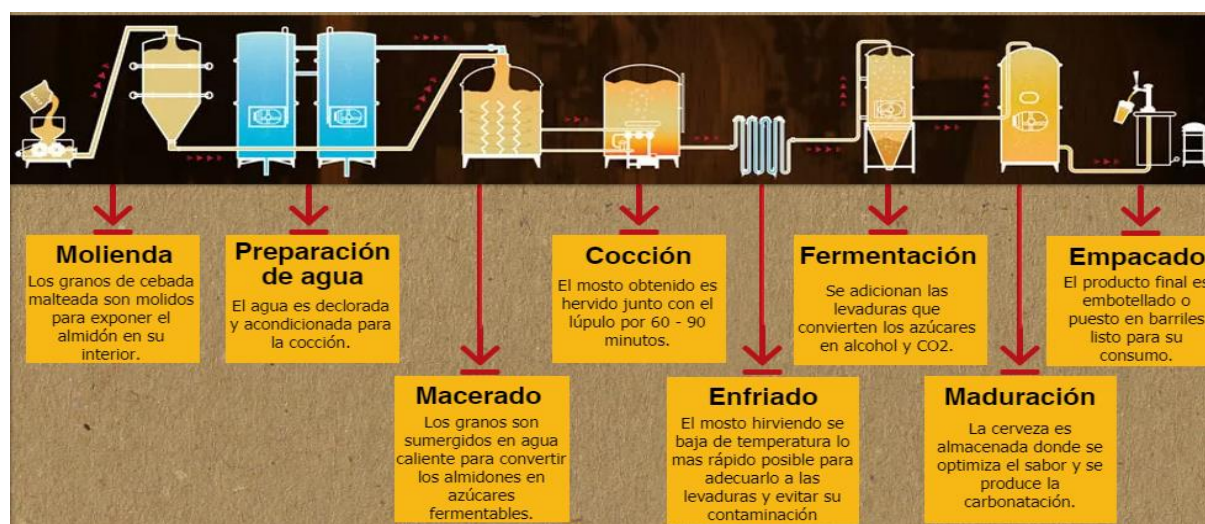 Molienda
Los granos de cebada
malteada son molidos
para exponer el
almidón en su
interior.
Preparación
de agua
El agua es declorada
y acondicionada para
la cocción.
Macerado
Los granos son
sumergidos en agua
caliente para convertir
los almidones en
azúcares
fermentables.
Cocción
El mosto obtenido es
hervido junto con el
lúpulo por 60 - 90
minutos.
Enfriado
El mosto hirviendo se
baja de temperatura lo
mas rápido posible para
adecuarlo a las
levaduras y evitar su
contaminación
Fermentación
Se adicionan las
levaduras que
convierten los azúcares
en alcohol y CO2.
Maduración
La cerveza es
almacenada donde se
optimiza el sabor y se
produce la
carbonatación.
Empacado
El producto final es
embotellado o
puesto en barriles
listo para su
consumo.